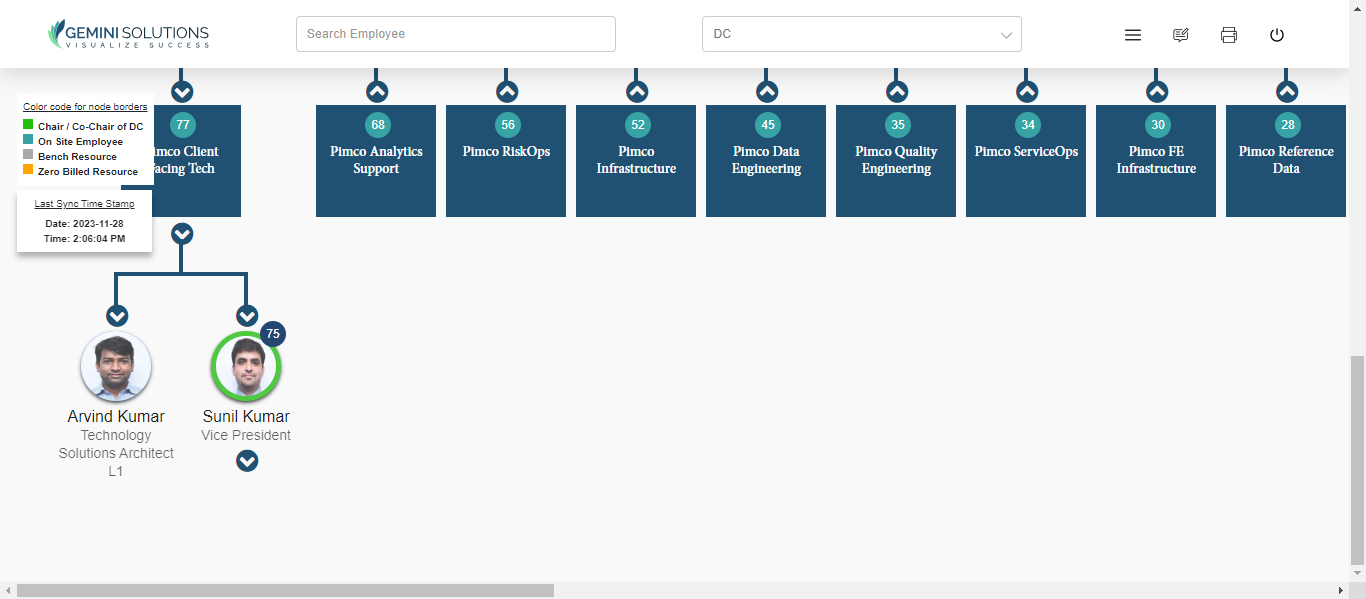 GEMINI SOLUTIONS
VISUALIZE SUCCESS
Search Employee
DC
Color code for node borders
Chair / Co-Chair of DC
On Site Employee
Bench Resource
Zero Billed Resource
Last Sync Time Stamp
Date: 2023-11-28
Time: 2:06:04 PM
77
imco Client
acing Tech
68
Pimco Analytics
Support
56
Pimco RiskOps
52
Pimco
Infrastructure
45
Pimco Data
Engineering
35
Pimco Quality
Engineering
34
Pimco ServiceOps
30
Pimco FE
Infrastructure
28
Pimco Reference
Data
Arvind Kumar
Technology
Solutions Architect
L1
75
Sunil Kumar
Vice President